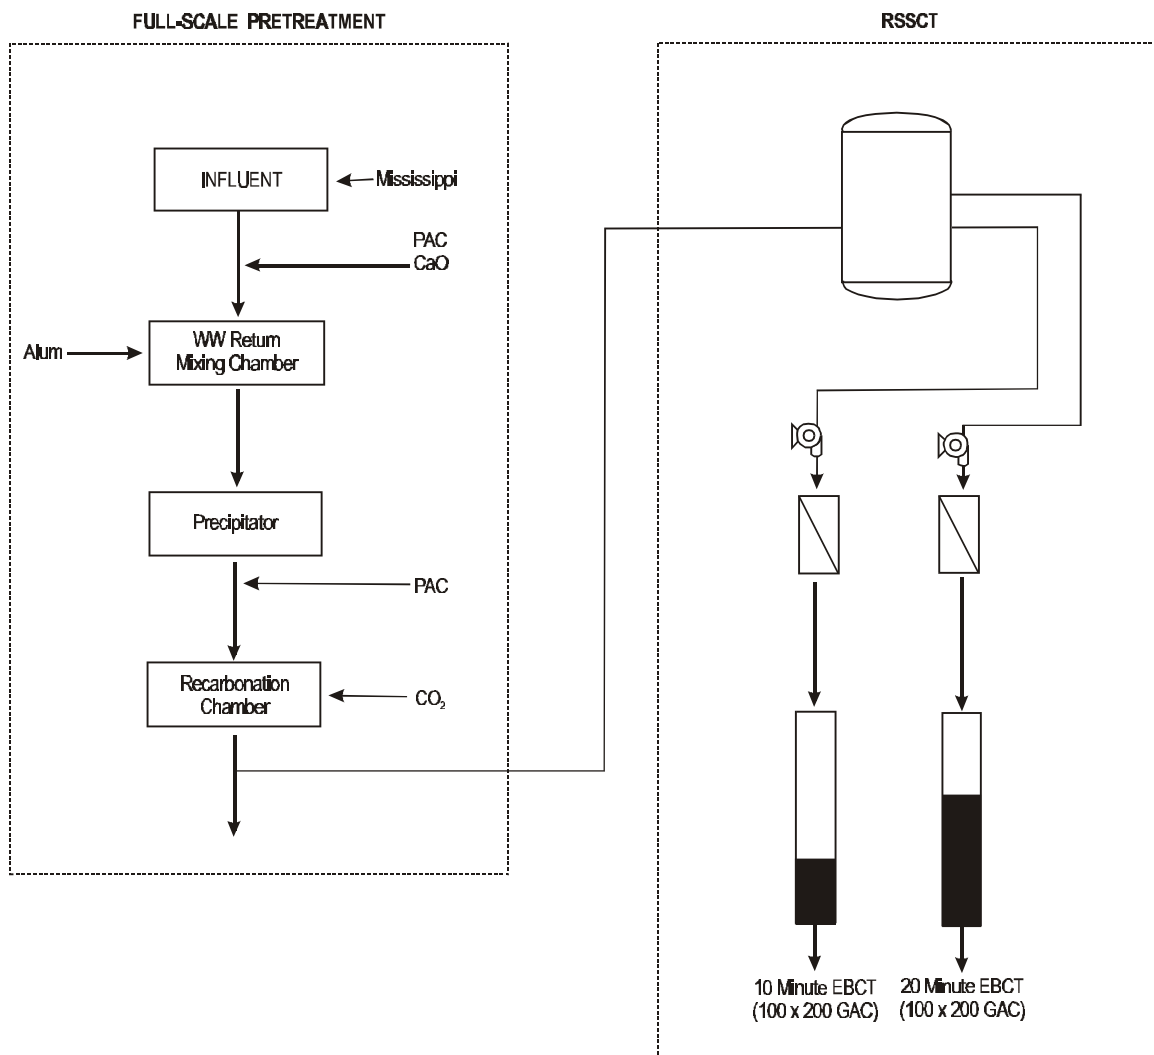 FULL-SCALE PRETREATMENT
RSSCT
INFLUENT
Mississippi
PAC
CaO
Alum
WW Return
Mixing Chamber
Precipitator
PAC
Recarbonation
Chamber
CO₂
10 Minute EBCT
(100 x 200 GAC)
20 Minute EBCT
(100 x 200 GAC)